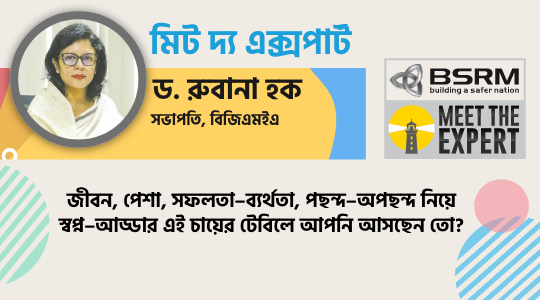 মিট দ্য এক্সপার্ট
ড. রুবানা হক
সভাপতি, বিজিএমইএ
BSRM
building a safer nation
MEET THE
EXPERT
জীবন, পেশা, সফলতা–ব্যর্থতা, পছন্দ–অপছন্দ নিয়ে
স্বপ্ন–আড্ডার এই চায়ের টেবিলে আপনি আসছেন তো?